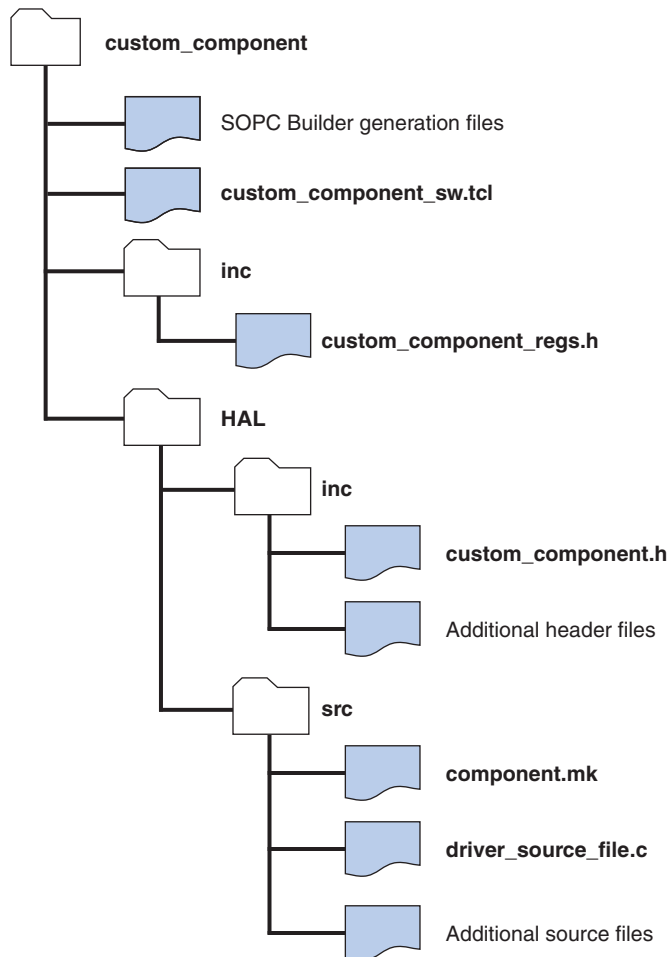 custom_component
SOPC Builder generation files
custom_component_sw.tcl
inc
custom_component_regs.h
HAL
inc
custom_component.h
Additional header files
src
component.mk
driver_source_file.c
Additional source files